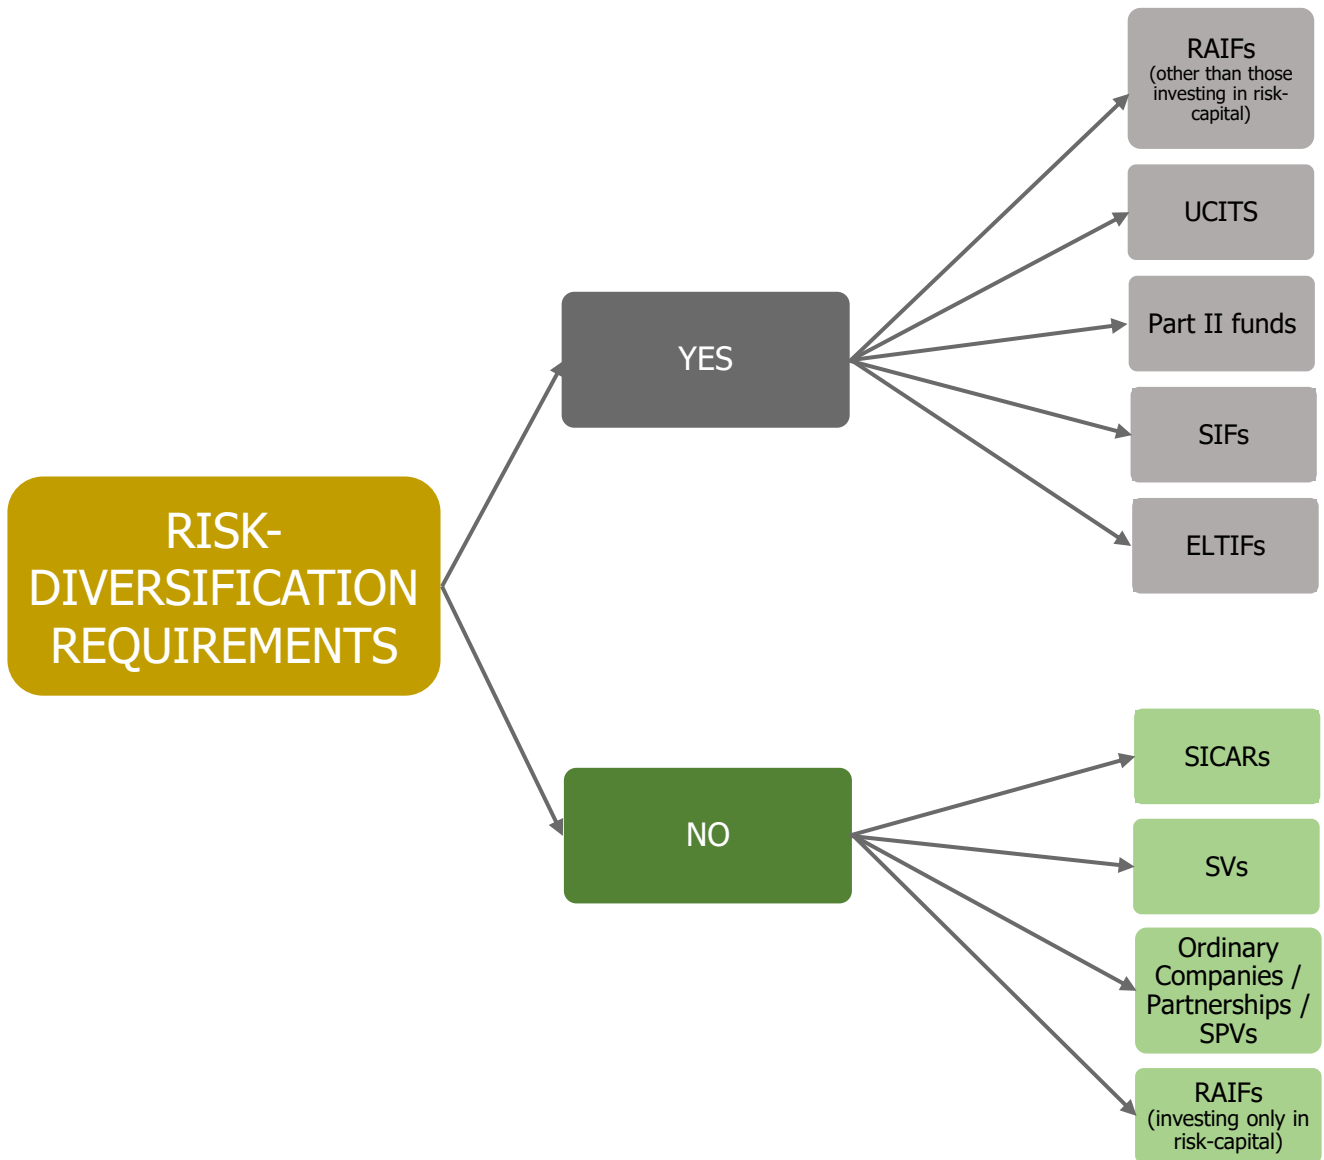 RISK-
DIVERSIFICATION
REQUIREMENTS
YES
RAIFs
(other than those
investing in risk-
capital)
UCITS
Part II funds
SIFs
ELTIFs
NO
SICARs
SVs
Ordinary
Companies /
Partnerships /
SPVs
RAIFs
(investing only in
risk-capital)